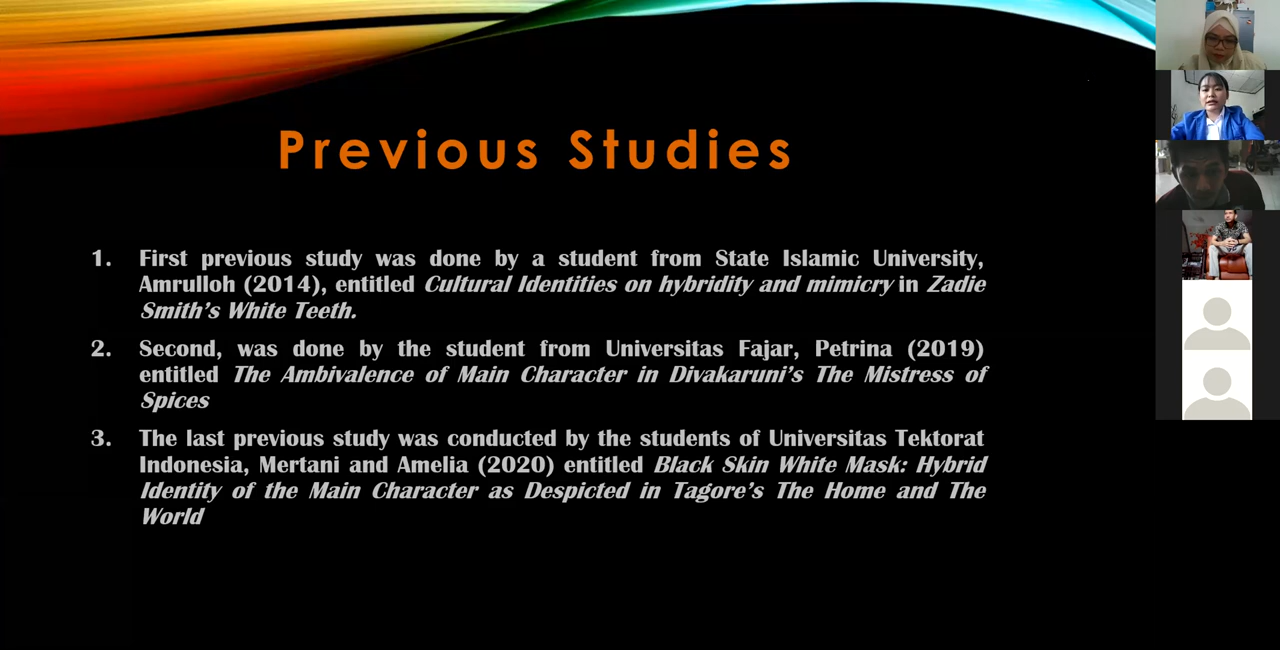 Previous Studies
1. First previous study was done by a student from State Islamic University,
Amrulloh (2014), entitled Cultural Identities on hybridity and mimicry in Zadie
Smith's White Teeth.
2. Second, was done by the student from Universitas Fajar, Petrina (2019)
entitled The Ambivalence of Main Character in Divakaruni's The Mistress of
Spices
3. The last previous study was conducted by the students of Universitas Tektorat
Indonesia, Mertani and Amelia (2020) entitled Black Skin White Mask: Hybrid
Identity of the Main Character as Despicted in Tagore's The Home and The
World